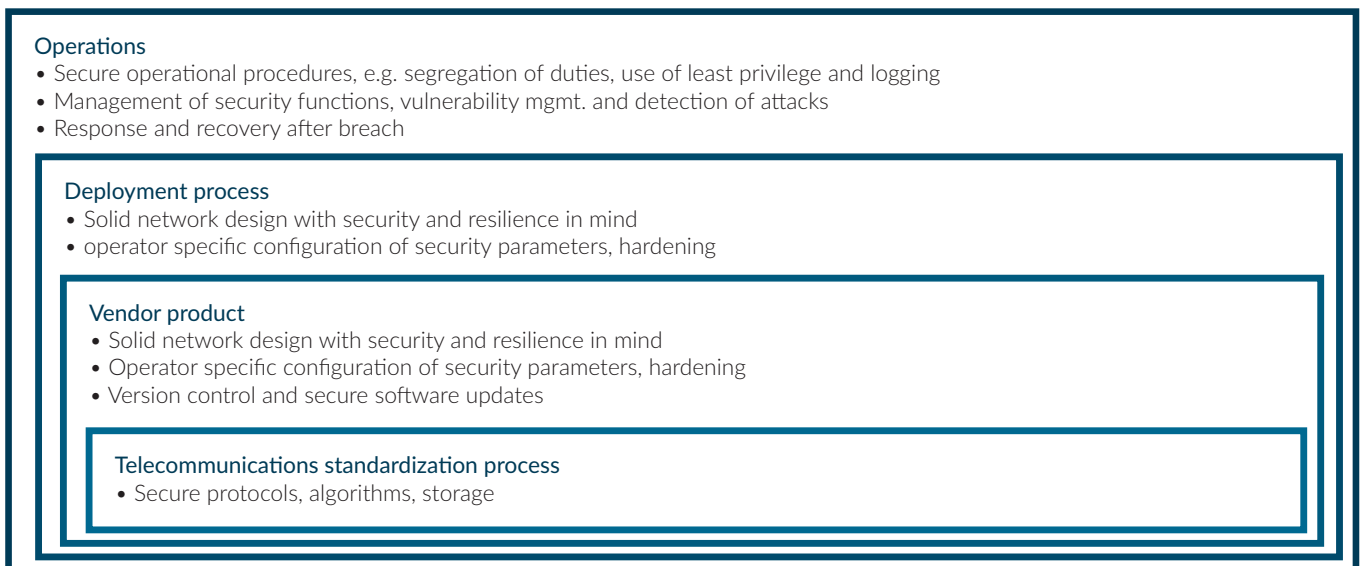 Operations
• Secure operational procedures, e.g. segregation of duties, use of least privilege and logging
• Management of security functions, vulnerability mgmt. and detection of attacks
• Response and recovery after breach
Deployment process
• Solid network design with security and resilience in mind
• operator specific configuration of security parameters, hardening
Vendor product
• Solid network design with security and resilience in mind
• Operator specific configuration of security parameters, hardening
• Version control and secure software updates
Telecommunications standardization process
• Secure protocols, algorithms, storage